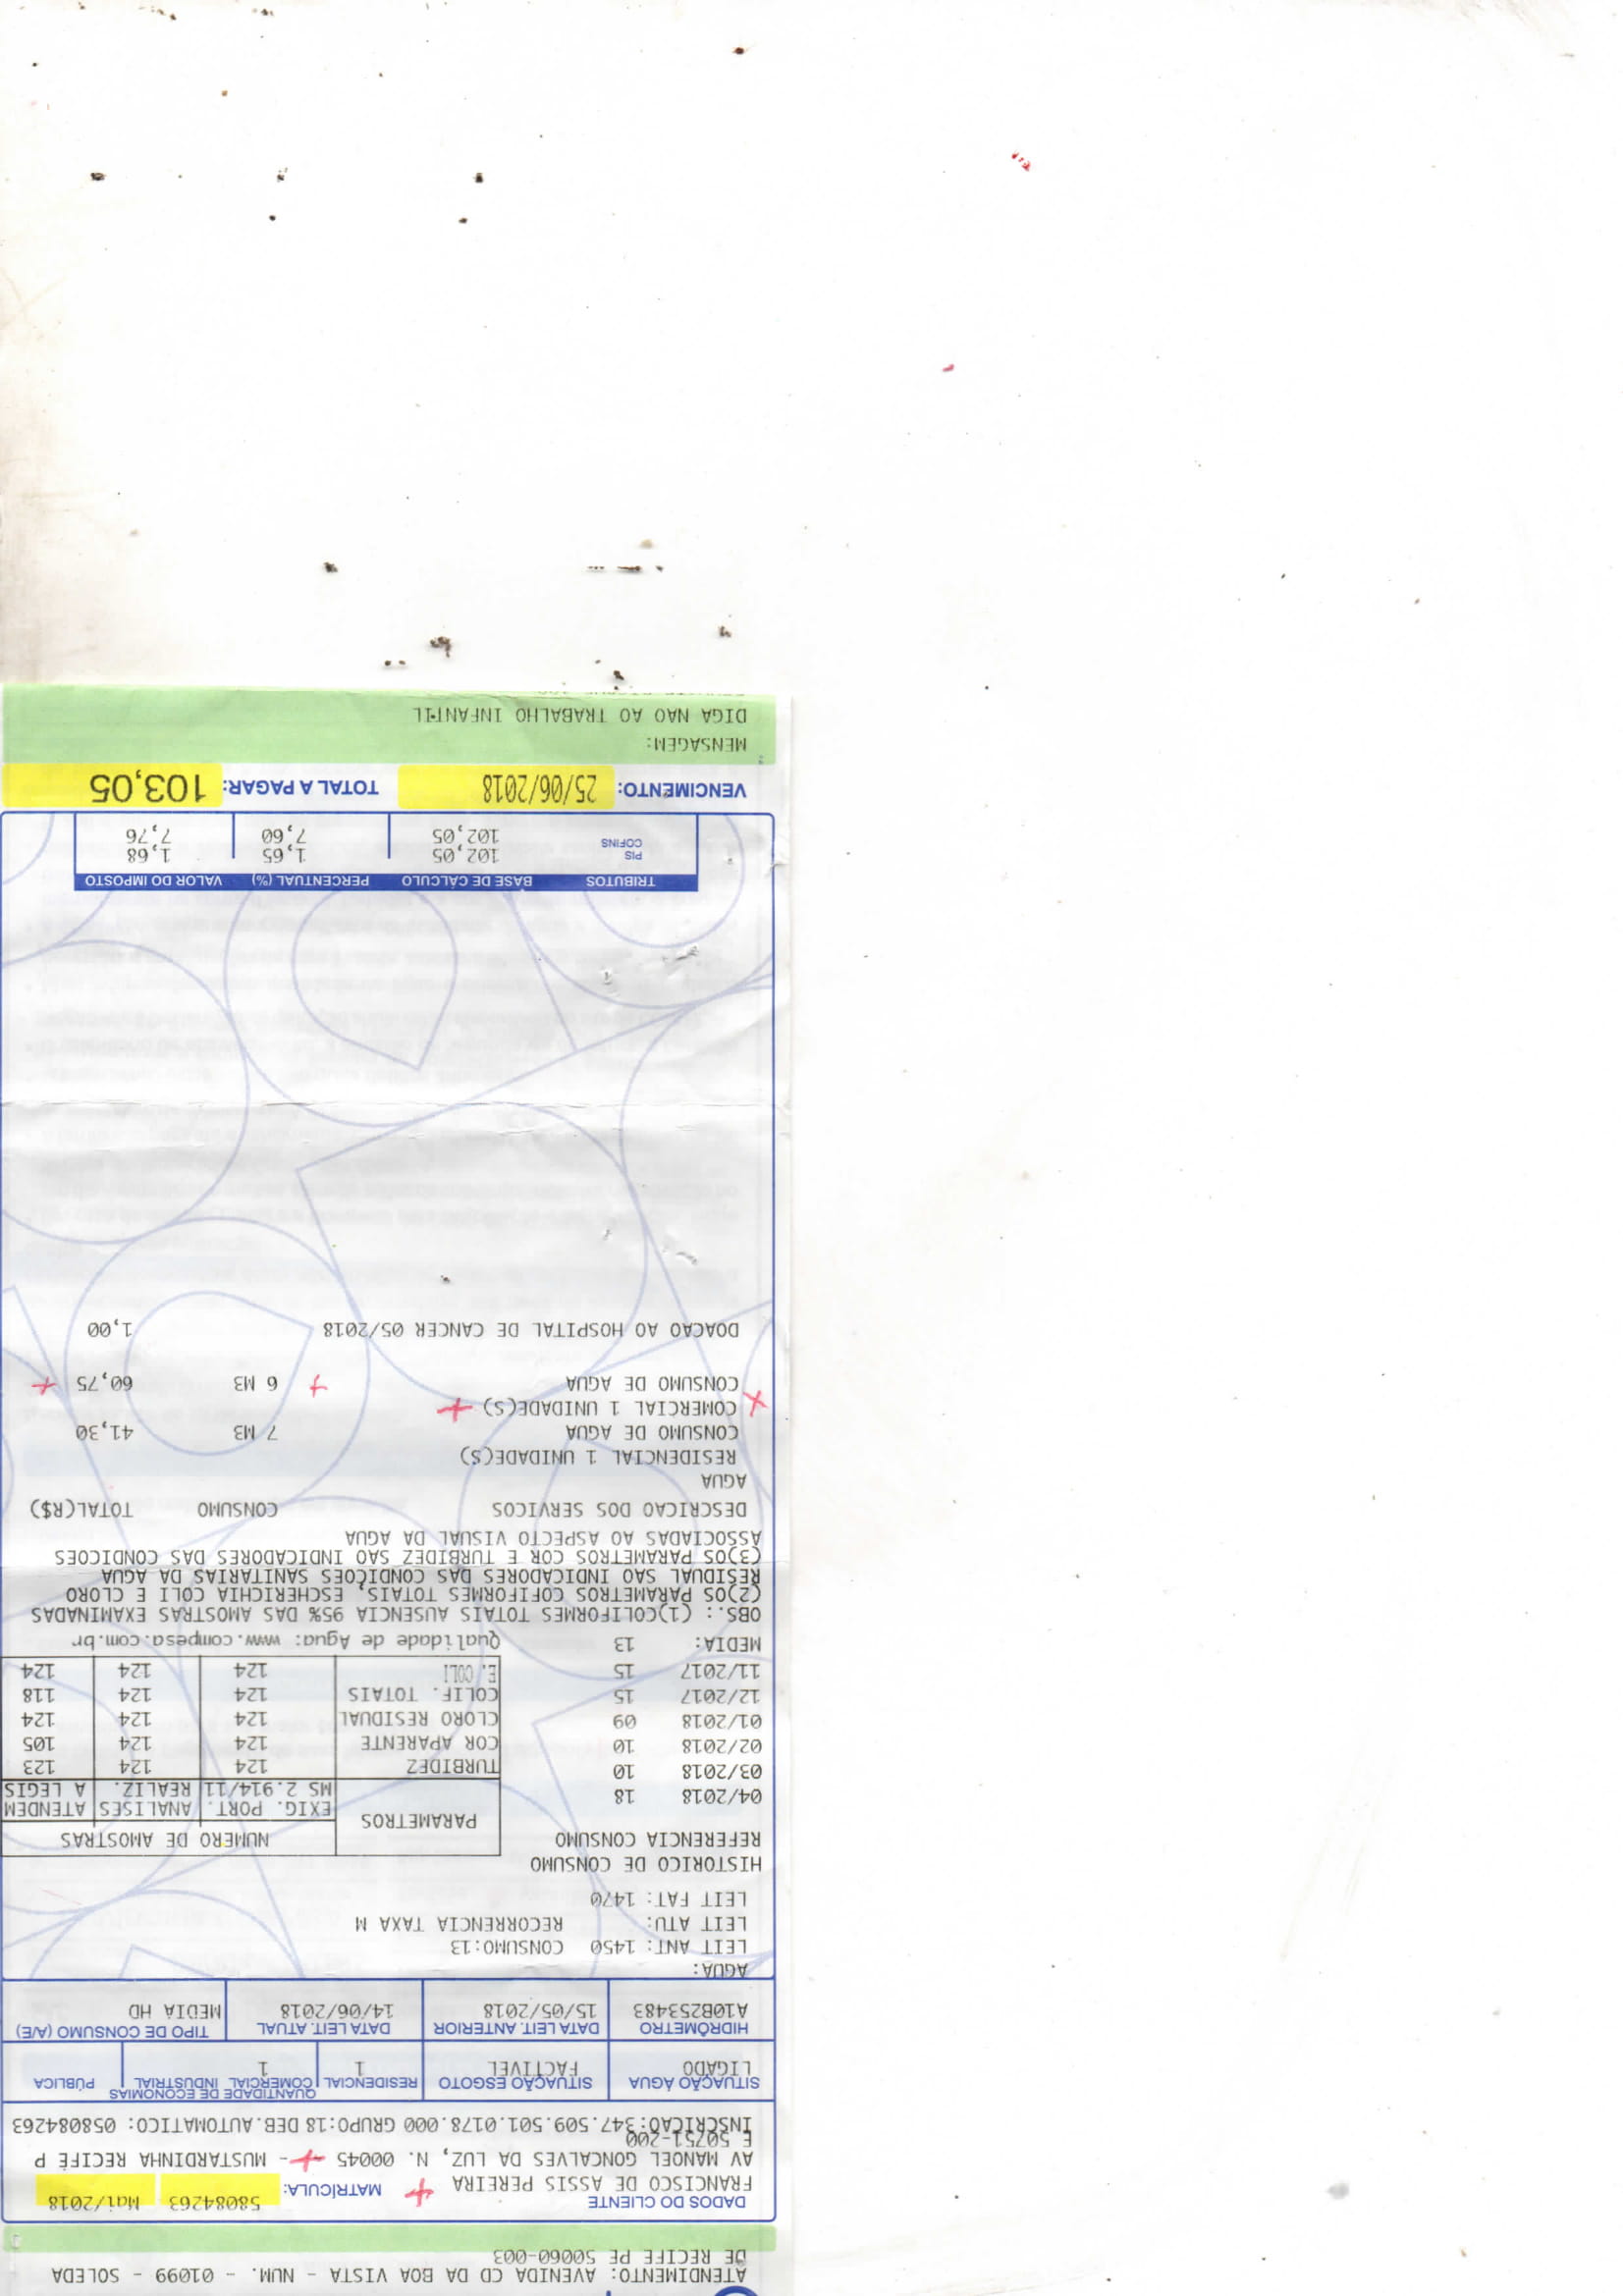 ATENDIMENTO: AVENIDA CD DA BOA VISTA - NUM. - 01099 - SOLEDA
DE RECIFE PE 50060-003
DADOS DO CLIENTE
FRANCISCO DE ASSIS PEREIRA MATRÍCULA: 58084263 Mai/2018
AV MANOEL GONCALVES DA LUZ, N. 00045 - MUSTARDINHA RECIFE P
E 50751-200
INSCRICAO:347.509.501.0178.000 GRUPO:18 DEB.AUTOMATICO: 058084263
SITUAÇÃO AGUA SITUAÇÃO ESGOTO QUANTIDADE DE ECONOMIAS
RESIDENCIAL COMERCIAL INDUSTRIAL PÚBLICA
LIGADO FACTIVEL 1 1
HIDRÔMETRO DATA LEIT. ANTERIOR DATA LEIT. ATUAL TIPO DE CONSUMO (A/E)
A10B253483 15/05/2018 14/06/2018 MEDIA HD
AGUA:
LEIT ANT: 1450 CONSUMO:13
LEIT ATU: RECORRENCIA TAXA M
LEIT FAT: 1470
HISTORICO DE CONSUMO
REFERENCIA CONSUMO
04/2018 18
03/2018 10
02/2018 10
01/2018 09
12/2017 15
11/2017 15
MEDIA: 13
PARAMETROS NUMERO DE AMOSTRAS
EXIG. PORT. ANALISES ATENDEM
MS 2.914/11 REALIZ. A LEGIS
TURBIDEZ 124 124 123
COR APARENTE 124 124 105
CLORO RESIDUAL 124 124 124
COLIF. TOTAIS 124 124 118
E. COLI 124 124 124
Qualidade de Agua: www.compesa.com.br
OBS.: (1)COLIFORMES TOTAIS AUSENCIA 95% DAS AMOSTRAS EXAMINADAS
(2)OS PARAMETROS COFIFORMES TOTAIS, ESCHERICHIA COLI E CLORO
RESIDUAL SAO INDICADORES DAS CONDIÇOES SANITARIAS DA AGUA
(3)OS PARAMETROS COR E TURBIDEZ SAO INDICADORES DAS CONDICOES
ASSOCIADAS AO ASPECTO VISUAL DA AGUA
DESCRICAO DOS SERVICOS CONSUMO TOTAL(R$)
AGUA
RESIDENCIAL 1 UNIDADE(S)
CONSUMO DE AGUA 7 M3 41,30
COMERCIAL 1 UNIDADE(S)
CONSUMO DE AGUA 6 M3 60,75
DOACAO AO HOSPITAL DE CANCER 05/2018 1,00
TRIBUTOS BASE DE CÁLCULO PERCENTUAL (%) VALOR DO IMPOSTO
PIS 102,05 1,65 1,68
COFINS 102,05 7,60 7,76
VENCIMENTO: 25/06/2018 TOTAL A PAGAR: 103,05
MENSAGEM:
DIGA NAO AO TRABALHO INFANTIL